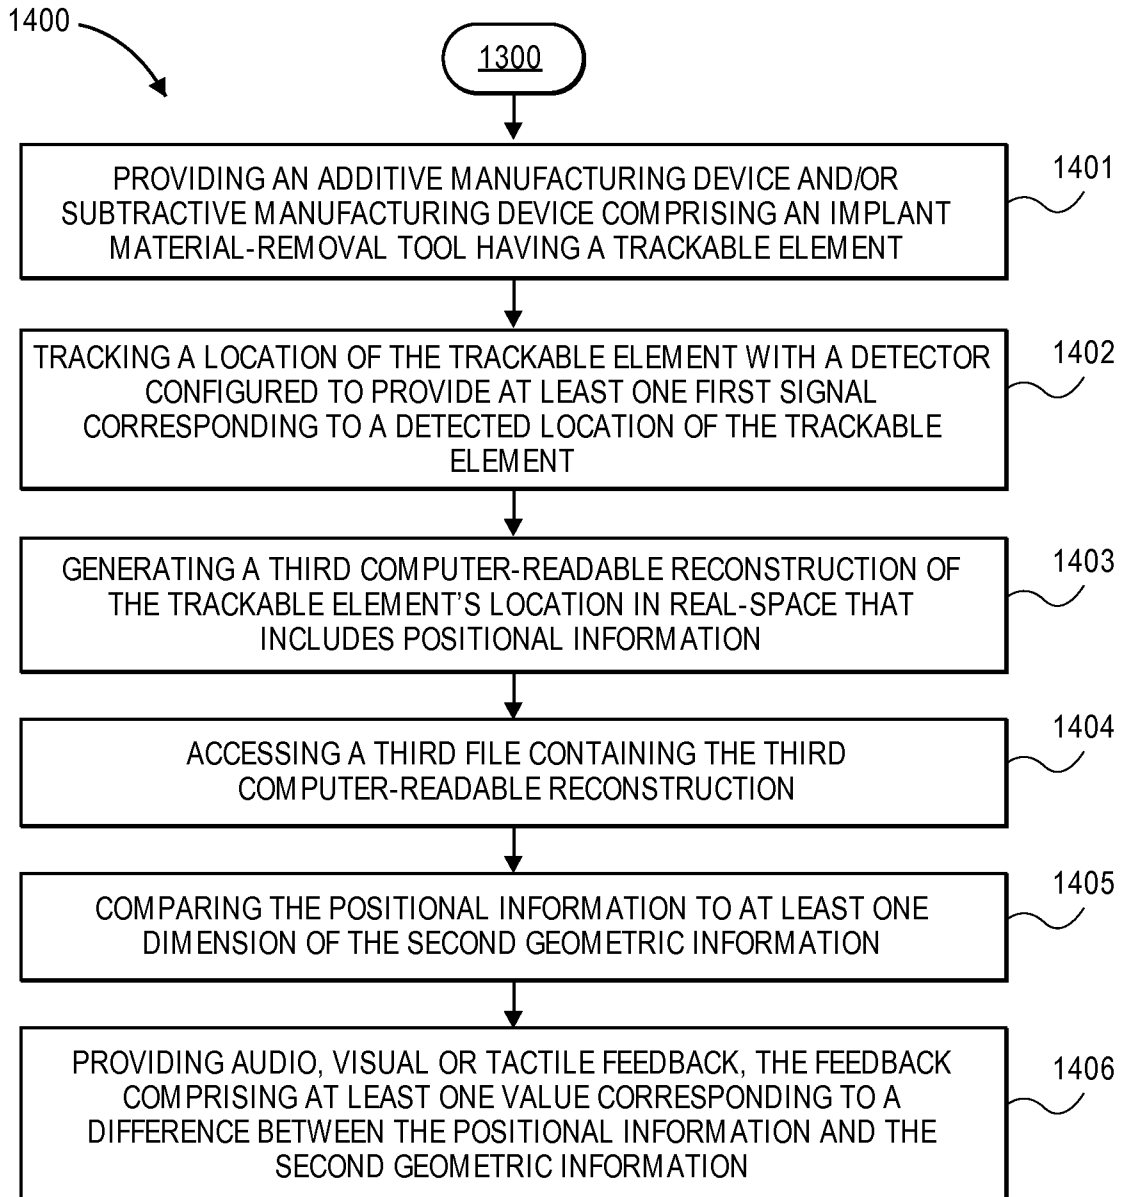 1400
1300
PROVIDING AN ADDITIVE MANUFACTURING DEVICE AND/OR
SUBTRACTIVE MANUFACTURING DEVICE COMPRISING AN IMPLANT
MATERIAL-REMOVAL TOOL HAVING A TRACKABLE ELEMENT
1401
TRACKING A LOCATION OF THE TRACKABLE ELEMENT WITH A DETECTOR
CONFIGURED TO PROVIDE AT LEAST ONE FIRST SIGNAL
CORRESPONDING TO A DETECTED LOCATION OF THE TRACKABLE
ELEMENT
1402
GENERATING A THIRD COMPUTER-READABLE RECONSTRUCTION OF
THE TRACKABLE ELEMENT'S LOCATION IN REAL-SPACE THAT
INCLUDES POSITIONAL INFORMATION
1403
ACCESSING A THIRD FILE CONTAINING THE THIRD
COMPUTER-READABLE RECONSTRUCTION
1404
COMPARING THE POSITIONAL INFORMATION TO AT LEAST ONE
DIMENSION OF THE SECOND GEOMETRIC INFORMATION
1405
PROVIDING AUDIO, VISUAL OR TACTILE FEEDBACK, THE FEEDBACK
COMPRISING AT LEAST ONE VALUE CORRESPONDING TO A
DIFFERENCE BETWEEN THE POSITIONAL INFORMATION AND THE
SECOND GEOMETRIC INFORMATION
1406